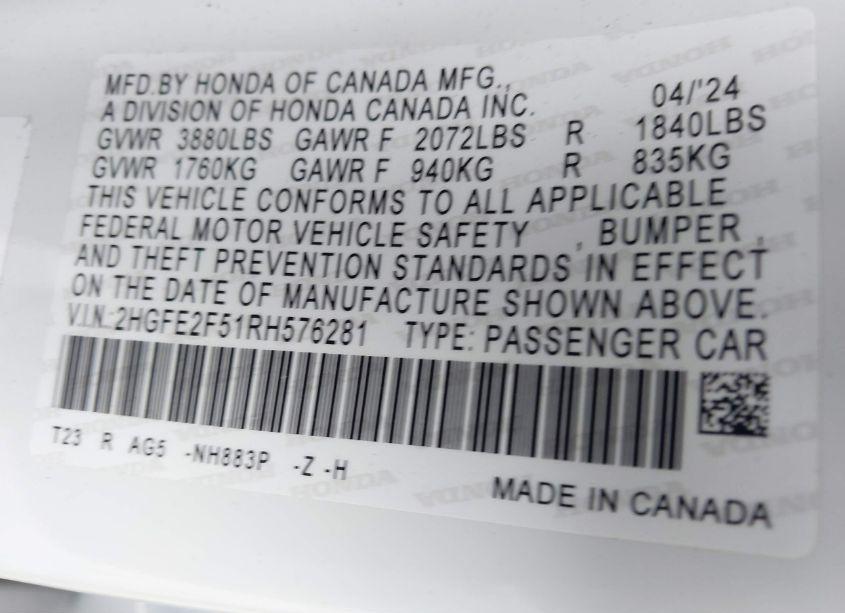 MFD.BY HONDA OF CANADA MFG.,
A DIVISION OF HONDA CANADA INC. 04/'24
GVWR 3880LBS GAWR F 2072LBS R 1840LBS
GVWR 1760KG GAWR F 940KG R 835KG
THIS VEHICLE CONFORMS TO ALL APPLICABLE
FEDERAL MOTOR VEHICLE SAFETY , BUMPER ,
AND THEFT PREVENTION STANDARDS IN EFFECT
ON THE DATE OF MANUFACTURE SHOWN ABOVE.
V.I.N.:2HGFE2F51RH576281 TYPE: PASSENGER CAR
T23 R AG5 -NH883P -Z -H
MADE IN CANADA